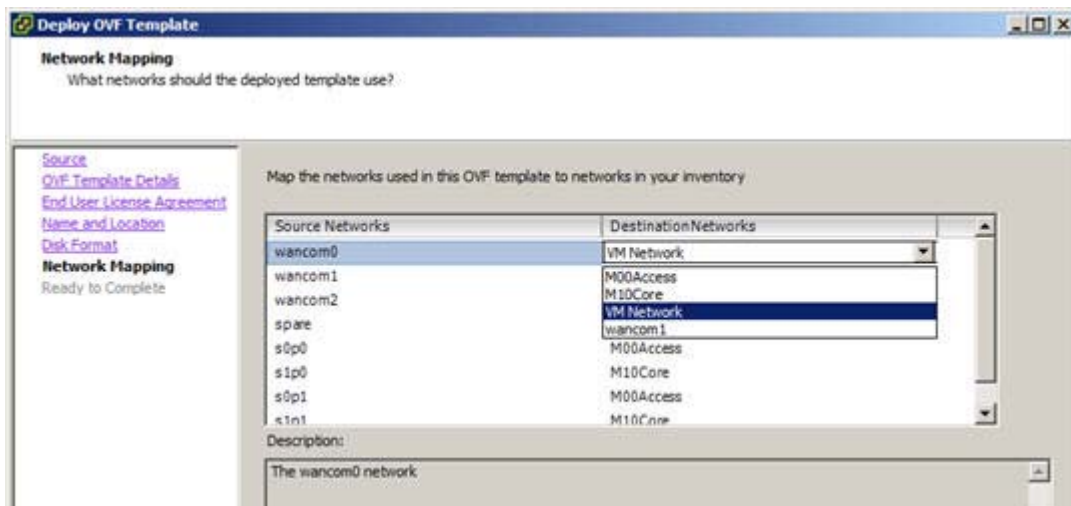 Deploy OVF Template
Network Mapping
What networks should the deployed template use?
Source
OVF Template Details
End User License Agreement
Name and Location
Disk Format
Network Mapping
Ready to Complete
Map the networks used in this OVF template to networks in your inventory
Source Networks DestinationNetworks
wancom0 VM Network
wancom1 M00Access
M10Core
wancom2 VM Network
spare wancom1
s0p0 M00Access
s1p0 M10Core
s0p1 M00Access
s1p1 M10Core
Description:
The wancom0 network